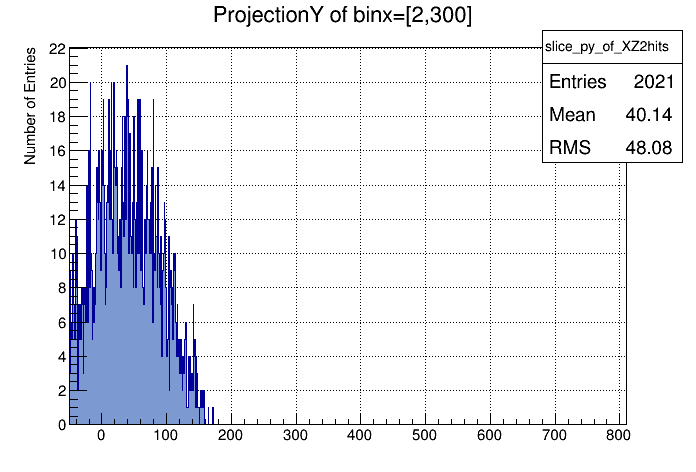 ProjectionY of binx=[2,300]
slice_py_of_XZ2hits
Entries 2021
Mean 40.14
RMS 48.08
Number of Entries
22
20
18
16
14
12
10
8
6
4
2
0
0 100 200 300 400 500 600 700 800